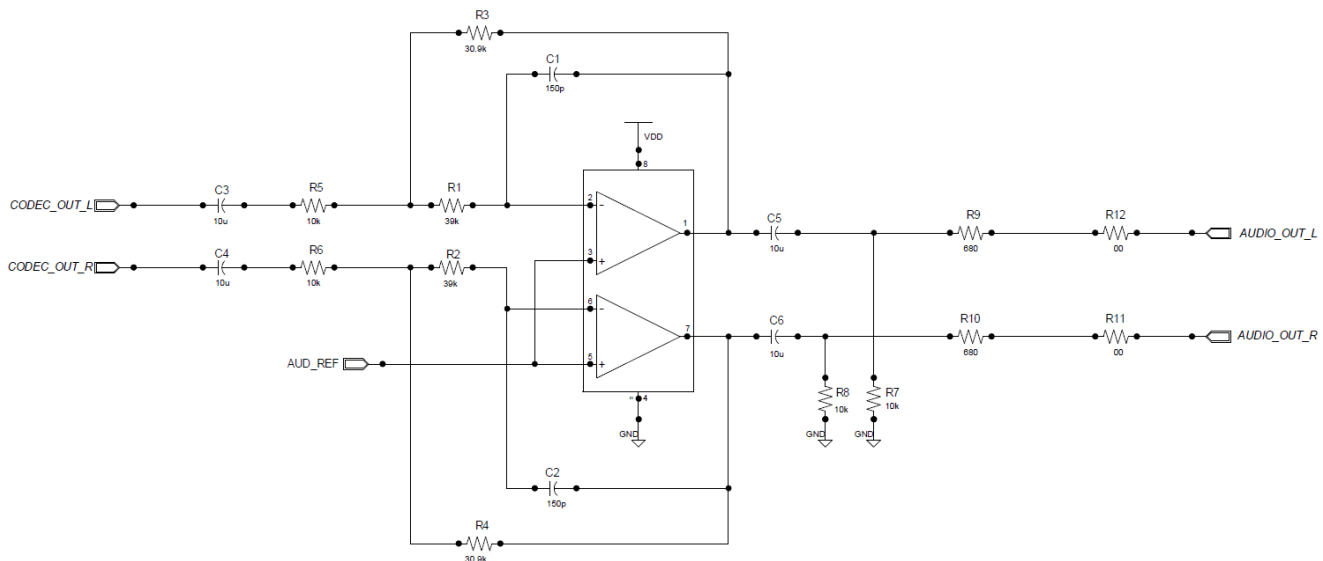 R3
30.9k
C1
150p
VDD
8
CODEC_OUT_L
C3
10u
R5
10k
R1
39k
2
-
1
3
+
C5
10u
R9
680
R12
00
AUDIO_OUT_L
CODEC_OUT_R
C4
10u
R6
10k
R2
39k
6
-
7
5
+
C6
10u
R10
680
R11
00
AUDIO_OUT_R
AUD_REF
R8
10k
R7
10k
4
GND
GND
GND
C2
150p
R4
30.9k